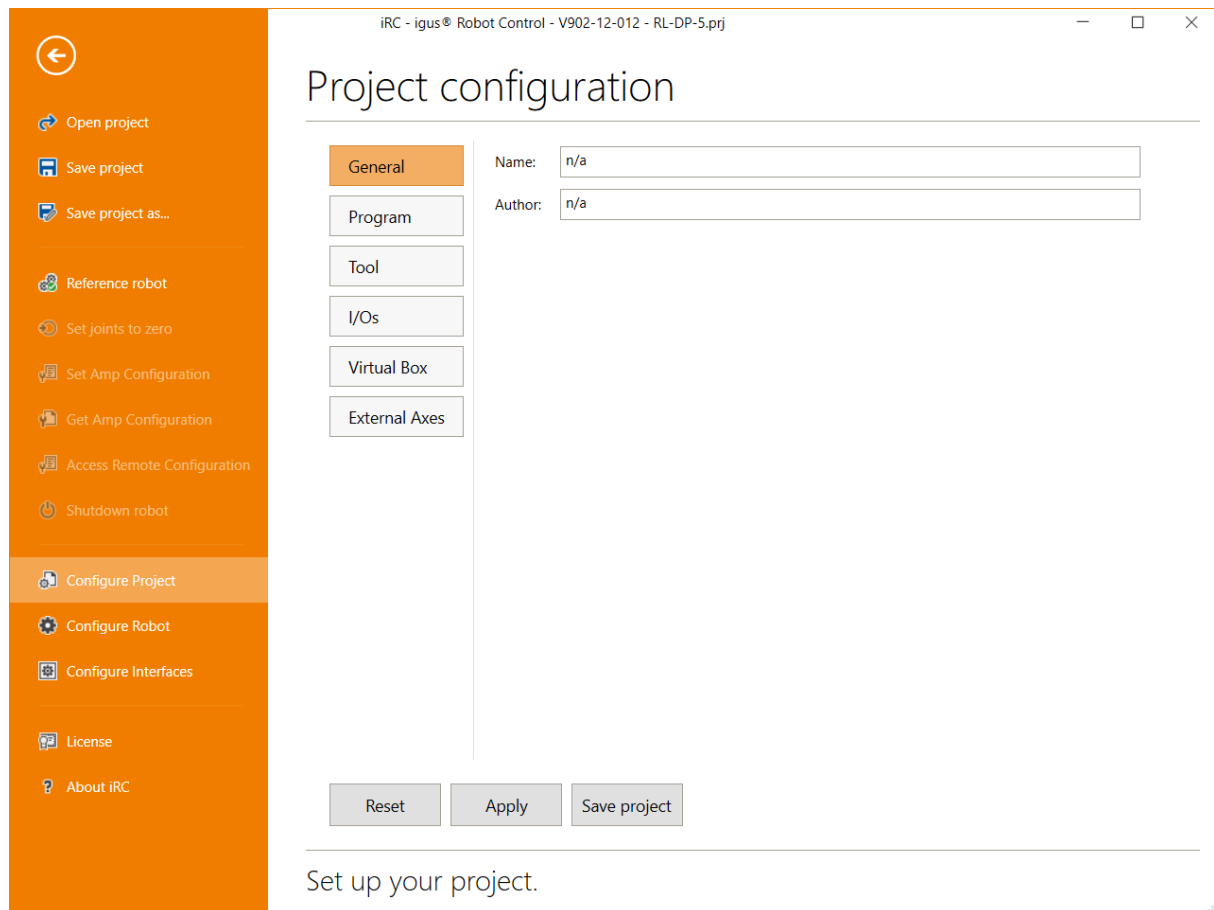 iRC - igus® Robot Control - V902-12-012 - RL-DP-5.prj
Open project
Save project
Save project as...
Reference robot
Set joints to zero
Set Amp Configuration
Get Amp Configuration
Access Remote Configuration
Shutdown robot
Configure Project
Configure Robot
Configure Interfaces
License
About iRC
Project configuration
General
Program
Tool
I/Os
Virtual Box
External Axes
Name: n/a
Author: n/a
Reset Apply Save project
Set up your project.